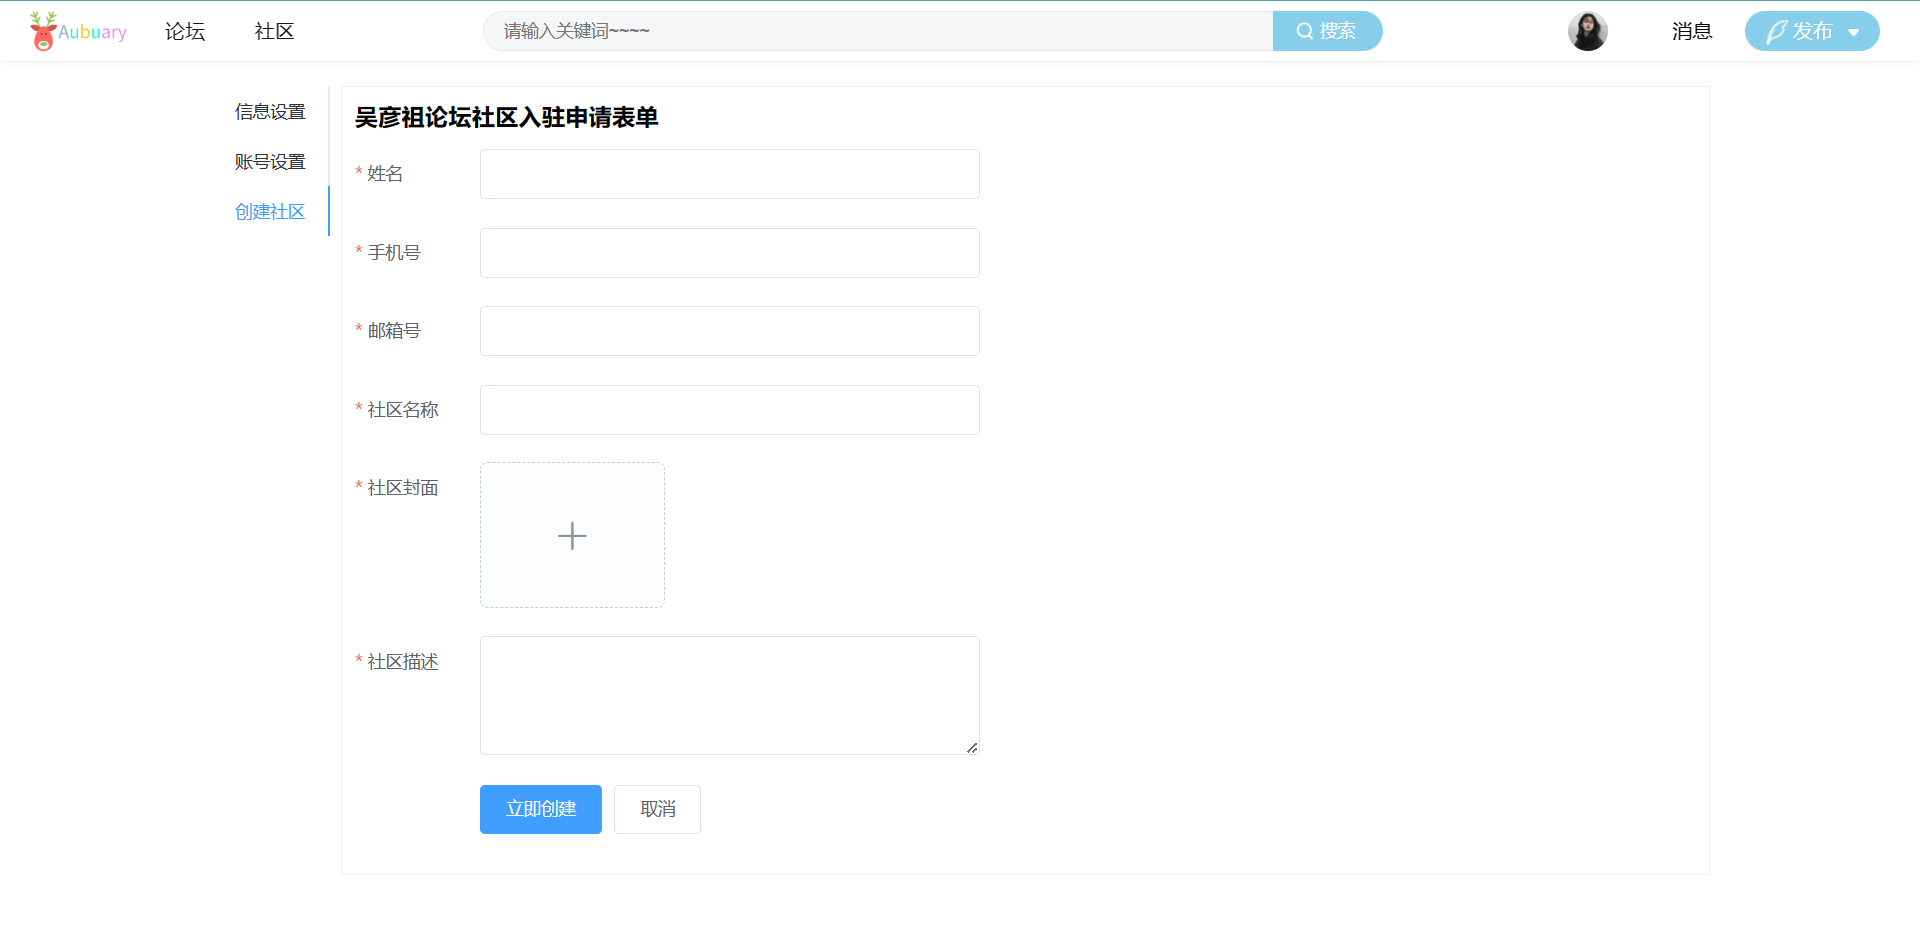 Aubuary 论坛 社区 请输入关键词~~~~ 搜索 消息 发布
信息设置
账号设置
创建社区
吴彦祖论坛社区入驻申请表单
* 姓名
* 手机号
* 邮箱号
* 社区名称
* 社区封面
* 社区描述
立即创建 取消